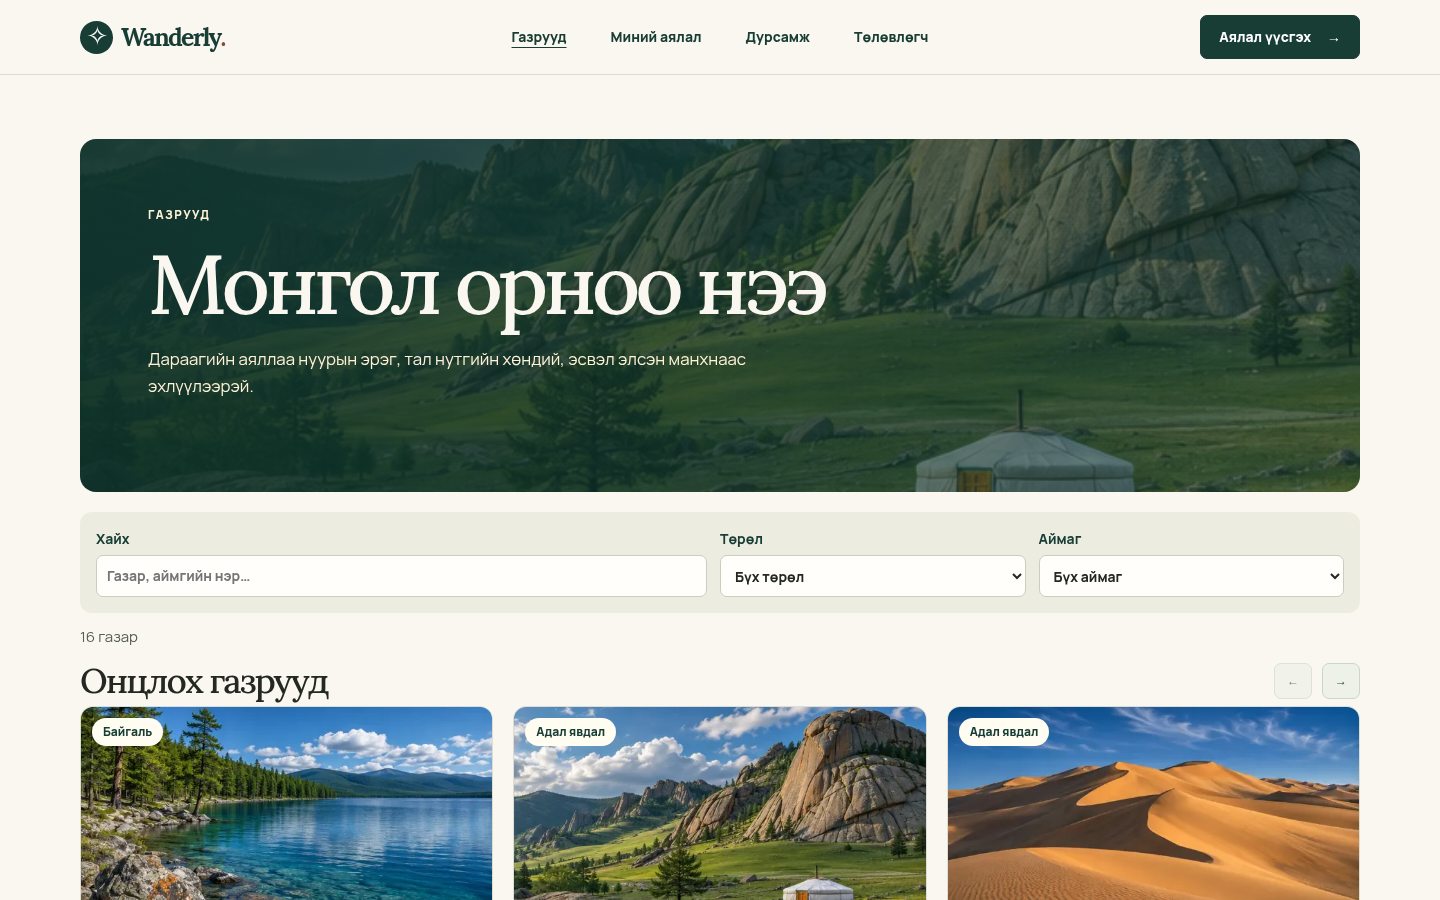 Wanderly.
Газрууд
Миний аялал
Дурсамж
Төлөвлөгч
Аялал үүсгэх →
ГАЗРУУД
Монгол орноо нээ
Дараагийн аяллаа нуурын эрэг, тал нутгийн хөндий, эсвэл элсэн манхнаас
эхлүүлээрэй.
Хайх
Төрөл
Аймаг
Газар, аймгийн нэр...
Бүх төрөл
Бүх аймаг
16 газар
Онцлох газрууд
← →
Байгаль
Адал явдал
Адал явдал